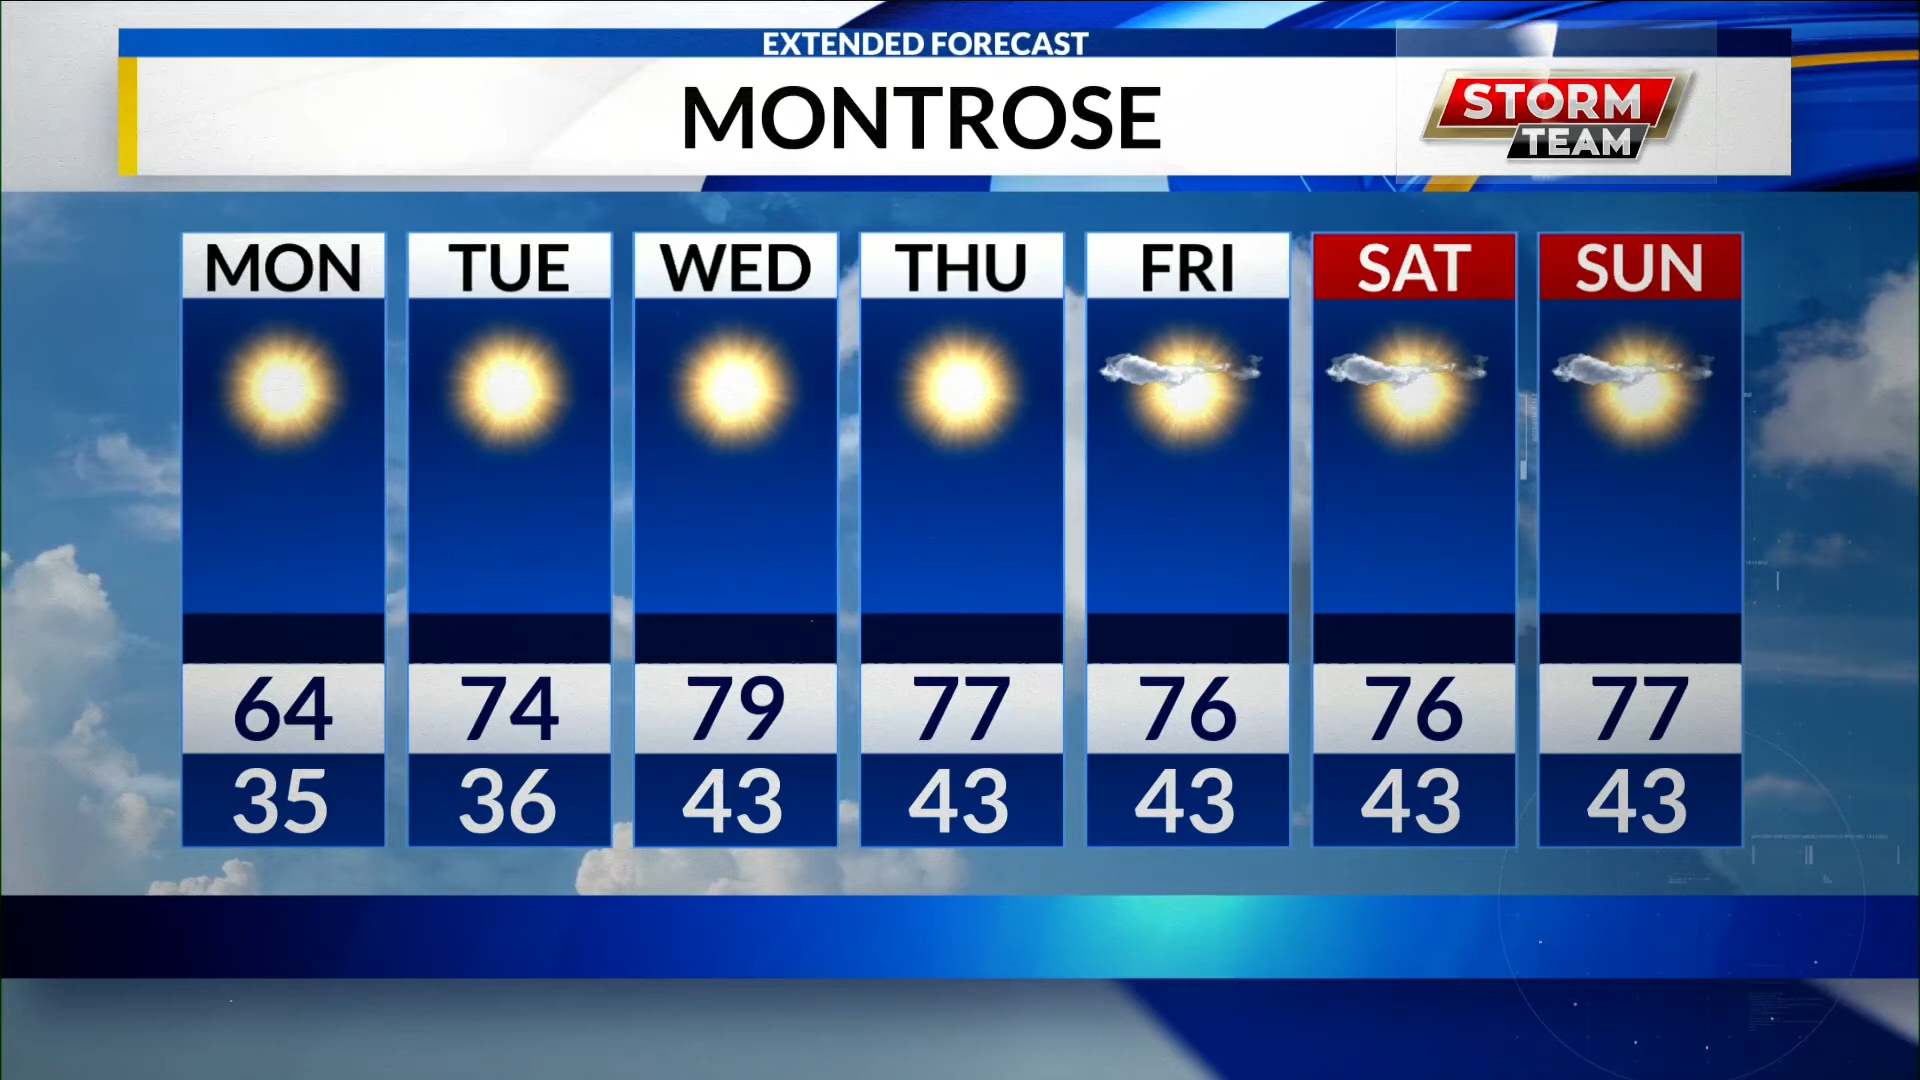 EXTENDED FORECAST
MONTROSE
STORM
TEAM
MON TUE WED THU FRI SAT SUN
64 74 79 77 76 76 77
35 36 43 43 43 43 43